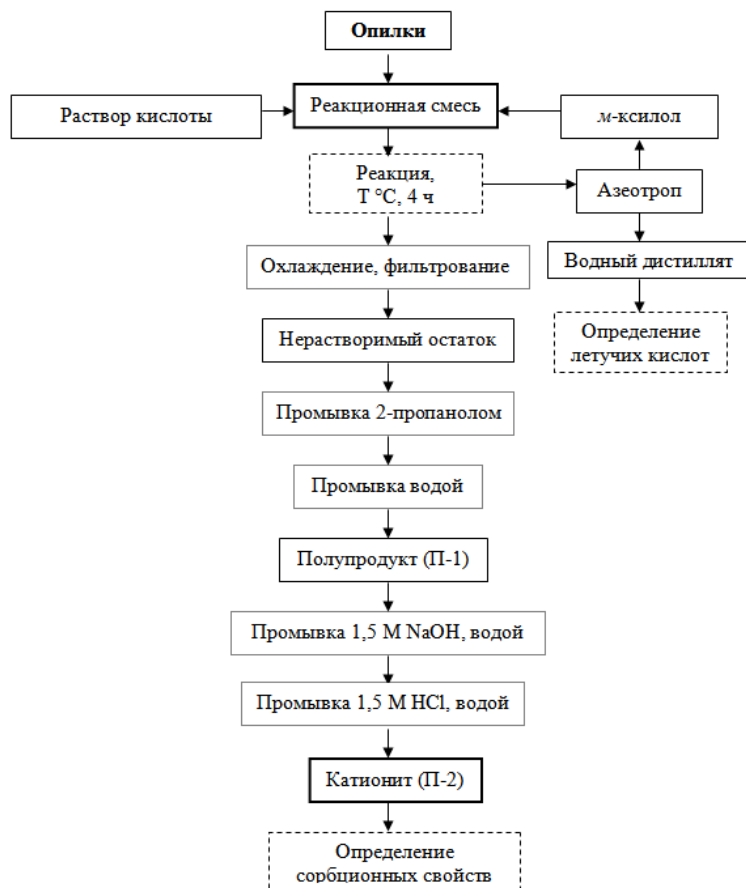 Опилки
Раствор кислоты
Реакционная смесь
м-ксилол
Реакция,
Т °С, 4 ч
Азеотроп
Охлаждение, фильтрование
Водный дистиллят
Нерастворимый остаток
Определение
летучих кислот
Промывка 2-пропанолом
Промывка водой
Полупродукт (П-1)
Промывка 1,5 М NaOH, водой
Промывка 1,5 М HCl, водой
Катионит (П-2)
Определение
сорбционных свойств